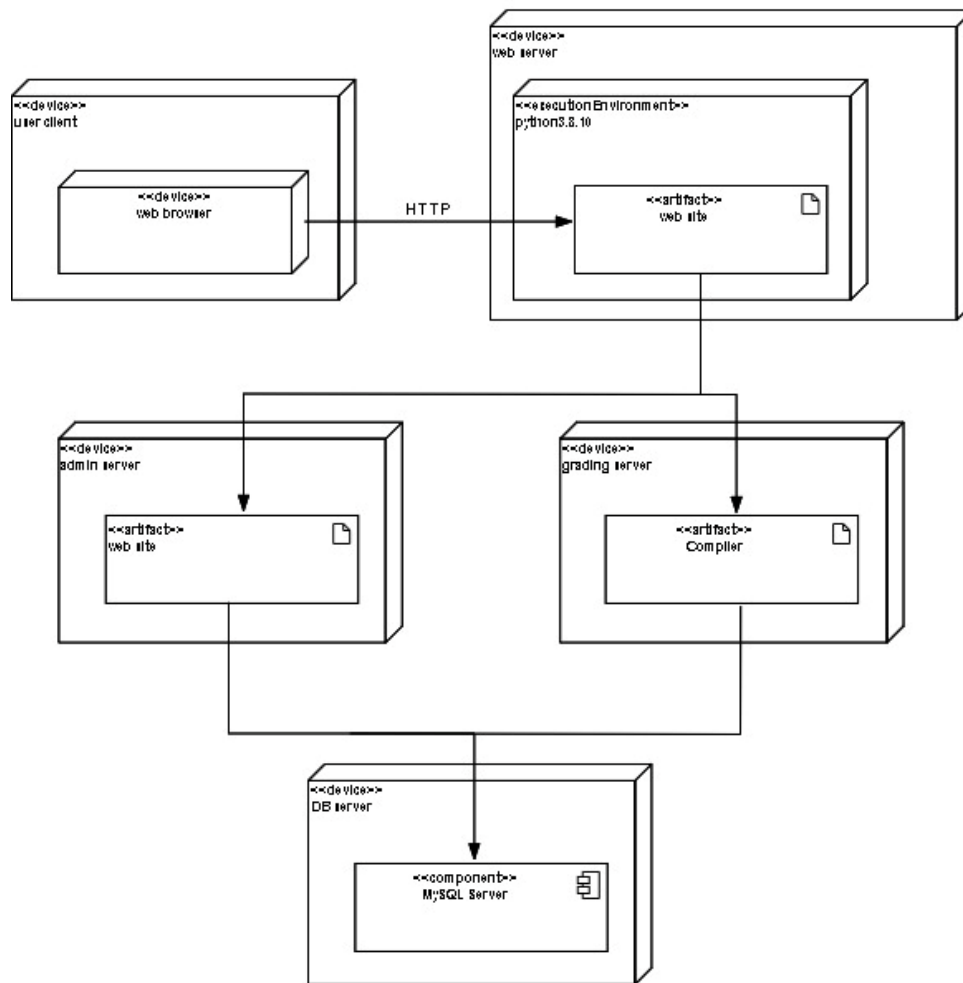 <<device>>
web server
<<device>>
user client
<<executionEnvironment>>
python3.8.10
<<device>>
web browser
HTTP
<<artifact>>
web site
<<device>>
admin server
<<device>>
grading server
<<artifact>>
web site
<<artifact>>
Compiler
<<device>>
DB server
<<component>>
MySQL Server